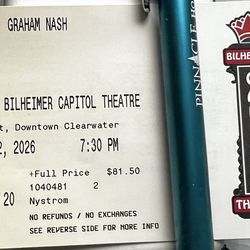 GRAHAM NASH
BILHEIMER CAPITOL THEATRE
t, Downtown Clearwater
2, 2026 7:30 PM
+Full Price $81.50
1040481 2
20 Nystrom
NO REFUNDS / NO EXCHANGES
SEE REVERSE SIDE FOR MORE INFO
PINNACLE
BILHE
TH